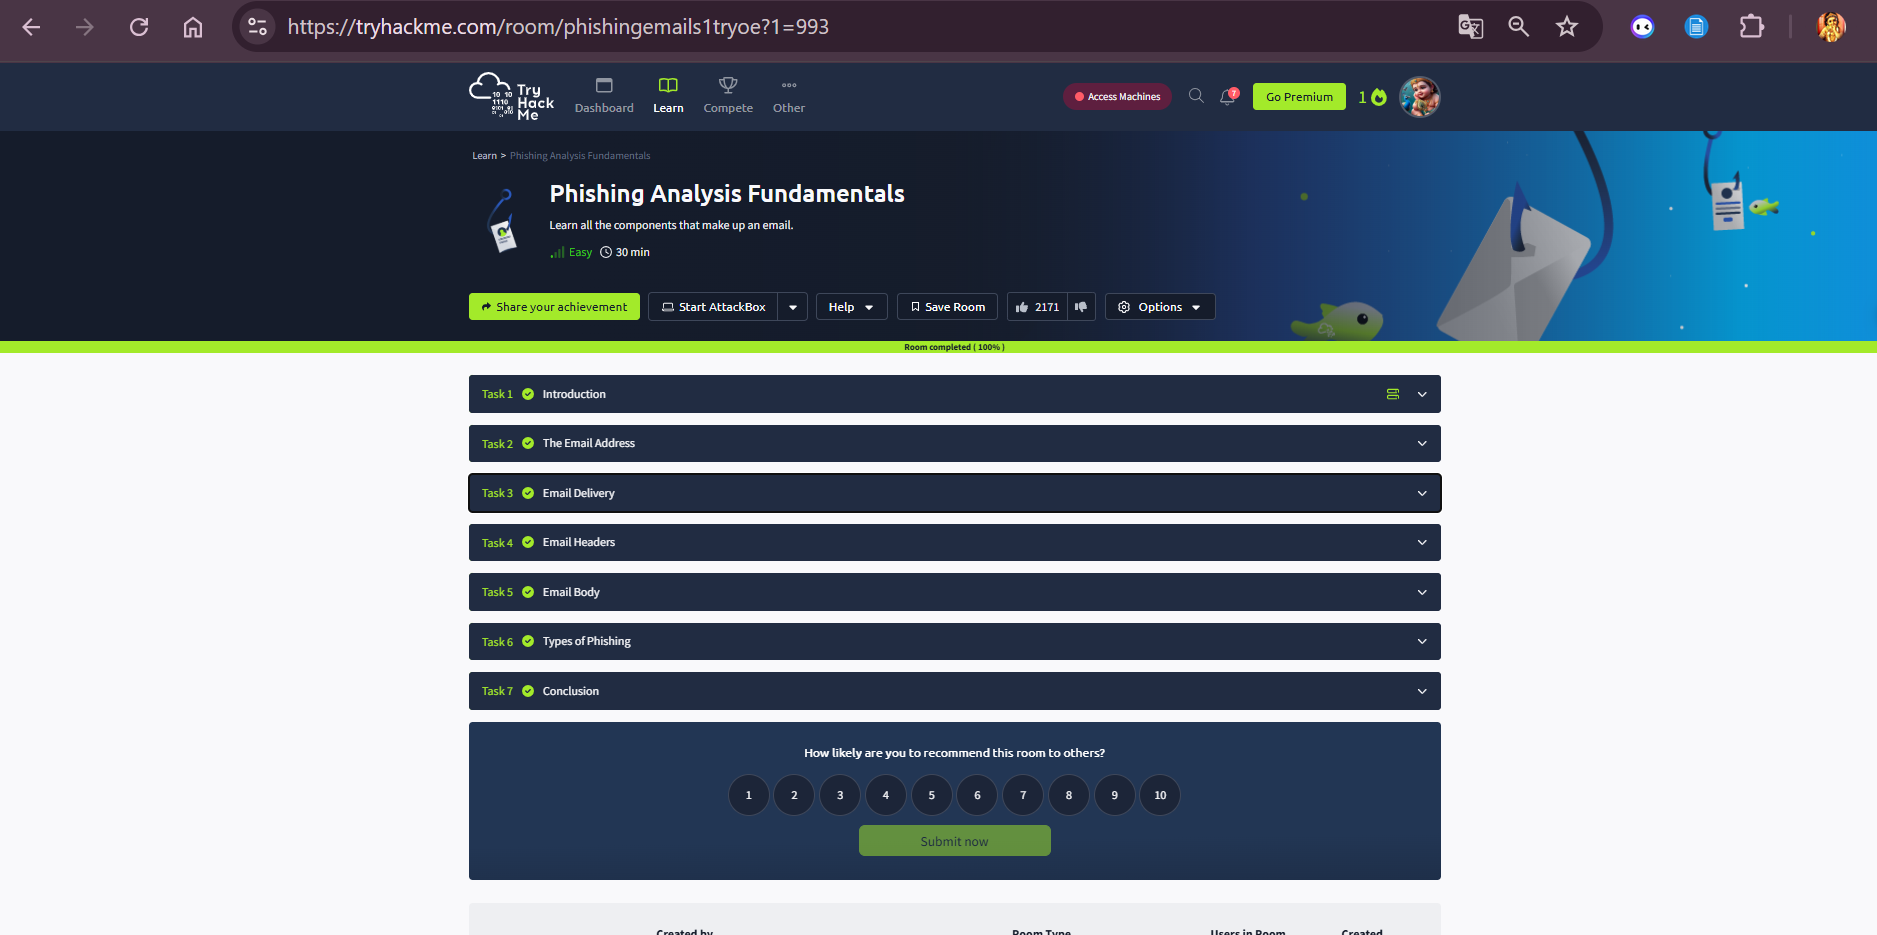 https://tryhackme.com/room/phishingemails1tryoe?1=993
Try Hack Me
Dashboard
Learn
Compete
Other
Access Machines
7
Go Premium
1
Learn > Phishing Analysis Fundamentals
Phishing Analysis Fundamentals
Learn all the components that make up an email.
Easy 30 min
Share your achievement
Start AttackBox
Help
Save Room
2171
Options
Room completed ( 100% )
Task 1 Introduction
Task 2 The Email Address
Task 3 Email Delivery
Task 4 Email Headers
Task 5 Email Body
Task 6 Types of Phishing
Task 7 Conclusion
How likely are you to recommend this room to others?
1 2 3 4 5 6 7 8 9 10
Submit now
Created by Room Type Users in Room Created